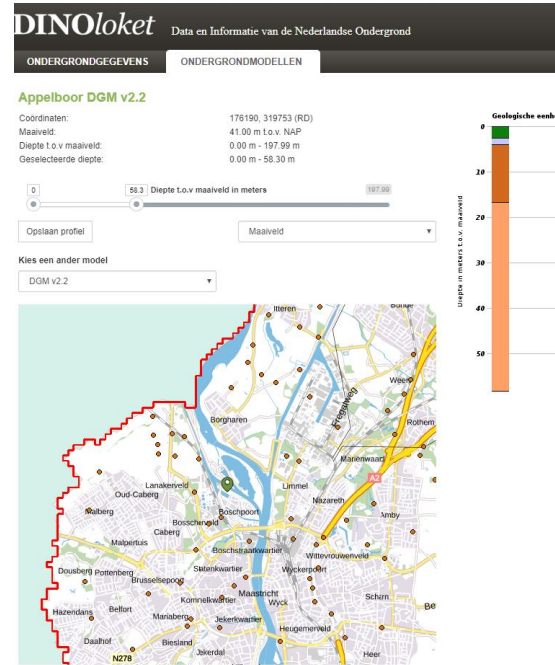 DINOloket Data en Informatie van de Nederlandse Ondergrond
ONDERGRONDGEGEVENS ONDERGRONDMODELLEN
Appelboor DGM v2.2
Coördinaten: 176190, 319753 (RD)
Maaiveld: 41.00 m t.o.v. NAP
Diepte t.o.v maaiveld: 0.00 m - 197.99 m
Geselecteerde diepte: 0.00 m - 58.30 m
0 58.3 Diepte t.o.v maaiveld in meters 197.99
Opslaan profiel Maaiveld
Kies een ander model
DGM v2.2
Geologische eenh
0
10
20
30
40
50
Diepte in meters t.o.v. maaiveld
Itteren
Bunde
Weert
Borgharen
Fregatweg
Rothem
Mariënwaard
A2
Lanakerveld
Limmel
Oud-Caberg
Nazareth
Malberg
Boschpoort
Amby
Bosscherveld
Caberg
Malpertuis
Boschstraatkwartier
Wittevrouwenveld
Dousberg
Pottenberg
Statenkwartier
Wyckerpoort
Brusselsepoort
Maastricht
Kommelkwartier
Wyck
Scharn
Hazendans
Belfort
Mariaberg
Jekerkwartier
Heugemerveld
Be
Daalhof
Biesland
Jekerdal
Heer
N278